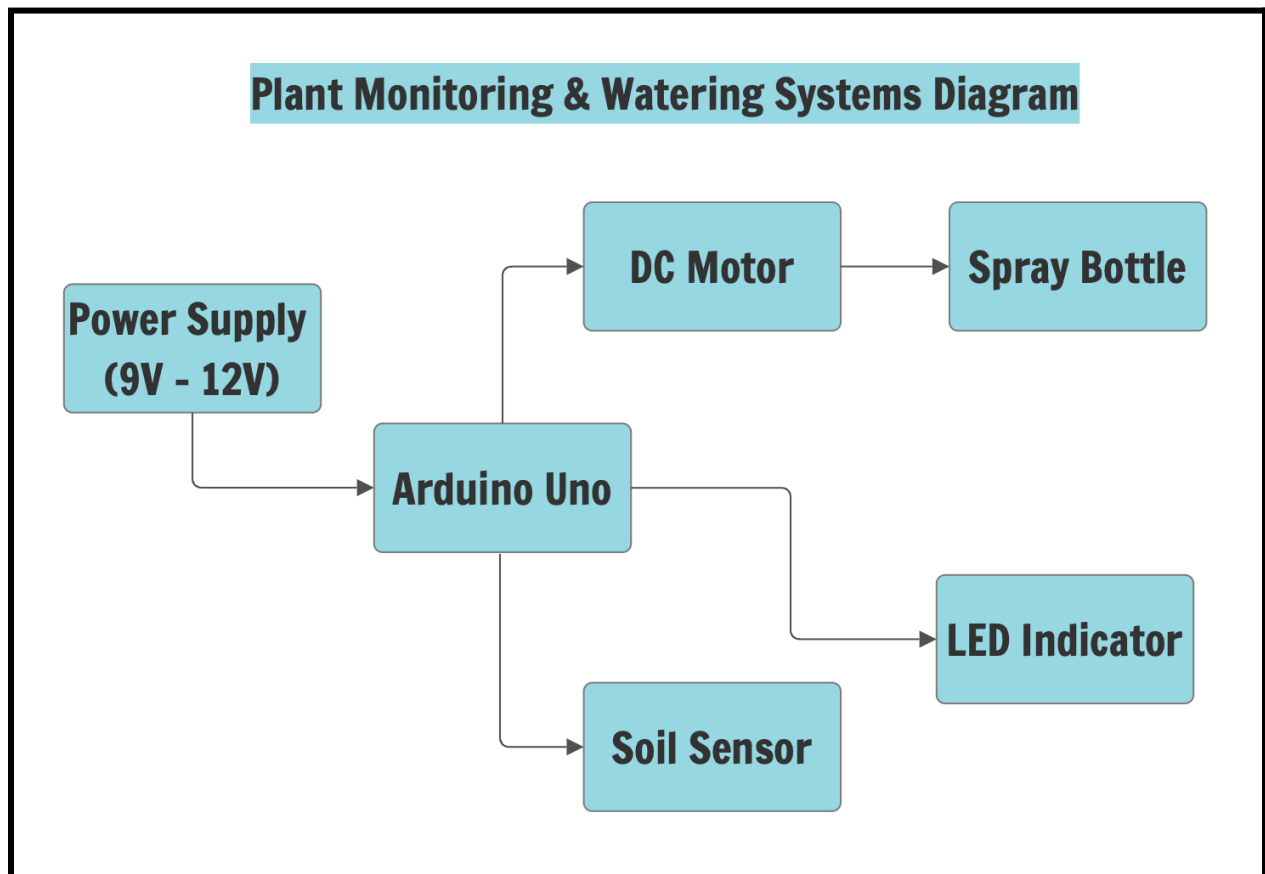 Plant Monitoring & Watering Systems Diagram
DC Motor
Spray Bottle
Power Supply
(9V - 12V)
Arduino Uno
LED Indicator
Soil Sensor